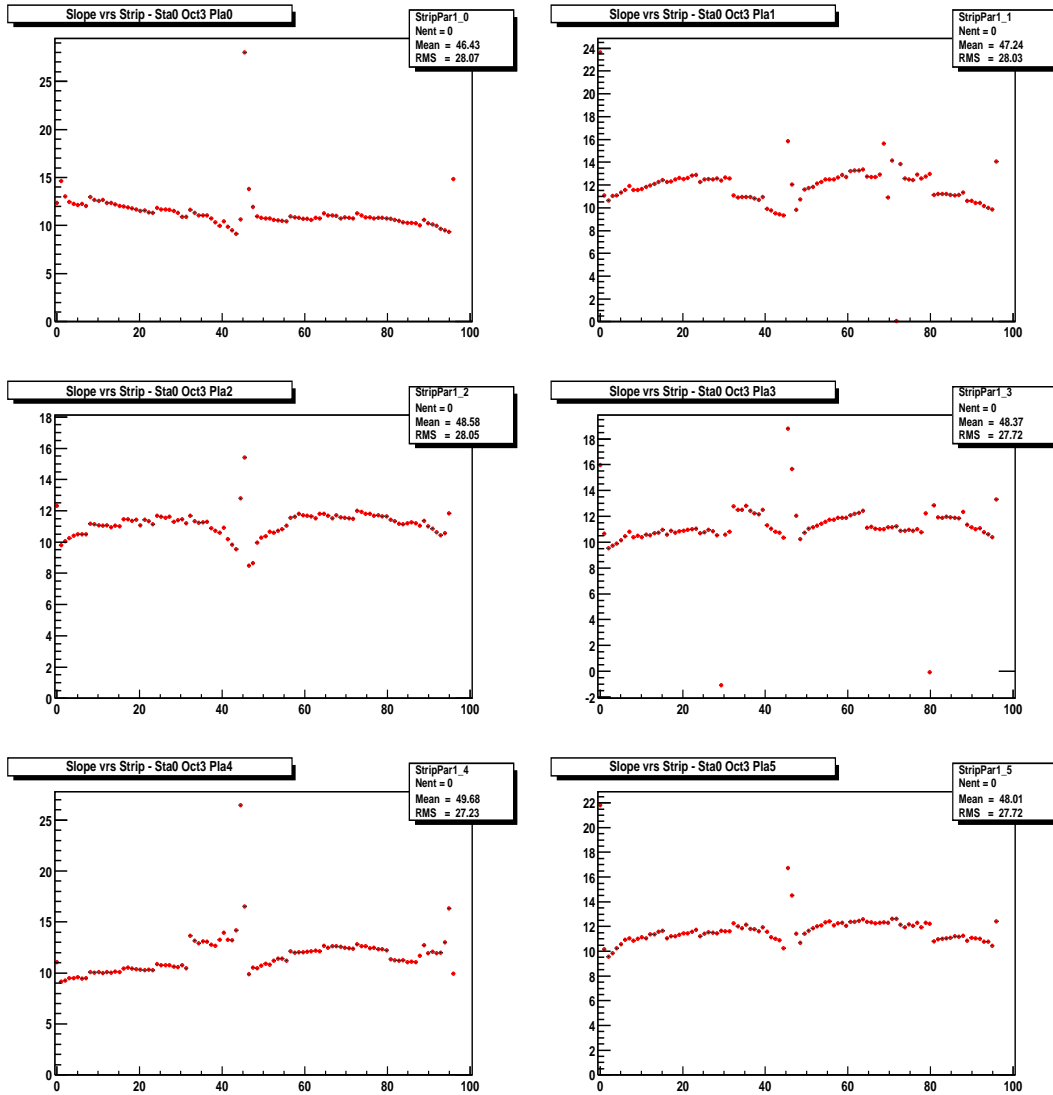 Slope vrs Strip - Sta0 Oct3 Pla0
StripPar1_0
Nent = 0
Mean = 46.43
RMS = 28.07
25
20
15
10
5
0
0 20 40 60 80 100
Slope vrs Strip - Sta0 Oct3 Pla1
StripPar1_1
Nent = 0
Mean = 47.24
RMS = 28.03
24
22
20
18
16
14
12
10
8
6
4
2
0
0 20 40 60 80 100
Slope vrs Strip - Sta0 Oct3 Pla2
StripPar1_2
Nent = 0
Mean = 48.58
RMS = 28.05
18
16
14
12
10
8
6
4
2
0
0 20 40 60 80 100
Slope vrs Strip - Sta0 Oct3 Pla3
StripPar1_3
Nent = 0
Mean = 48.37
RMS = 27.72
18
16
14
12
10
8
6
4
2
0
-2
0 20 40 60 80 100
Slope vrs Strip - Sta0 Oct3 Pla4
StripPar1_4
Nent = 0
Mean = 49.68
RMS = 27.23
25
20
15
10
5
0
0 20 40 60 80 100
Slope vrs Strip - Sta0 Oct3 Pla5
StripPar1_5
Nent = 0
Mean = 48.01
RMS = 27.72
22
20
18
16
14
12
10
8
6
4
2
0
0 20 40 60 80 100